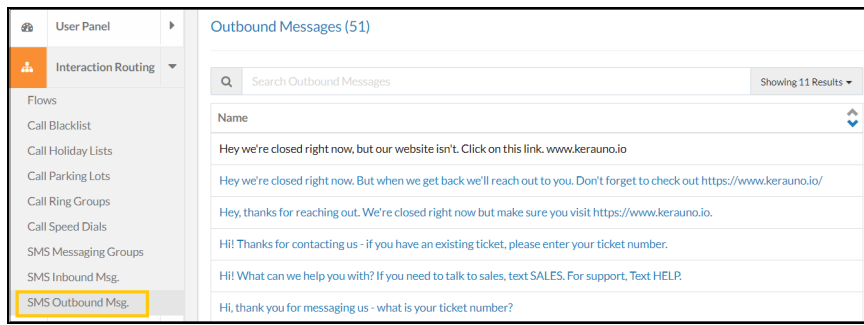 User Panel
Interaction Routing
Flows
Call Blacklist
Call Holiday Lists
Call Parking Lots
Call Ring Groups
Call Speed Dials
SMS Messaging Groups
SMS Inbound Msg.
SMS Outbound Msg.
Outbound Messages (51)
Search Outbound Messages
Showing 11 Results
Name
Hey we're closed right now, but our website isn't. Click on this link. www.kerauno.io
Hey we're closed right now. But when we get back we'll reach out to you. Don't forget to check out https://www.kerauno.io/
Hey, thanks for reaching out. We're closed right now but make sure you visit https://www.kerauno.io.
Hi! Thanks for contacting us - if you have an existing ticket, please enter your ticket number.
Hi! What can we help you with? If you need to talk to sales, text SALES. For support, Text HELP.
Hi, thank you for messaging us - what is your ticket number?